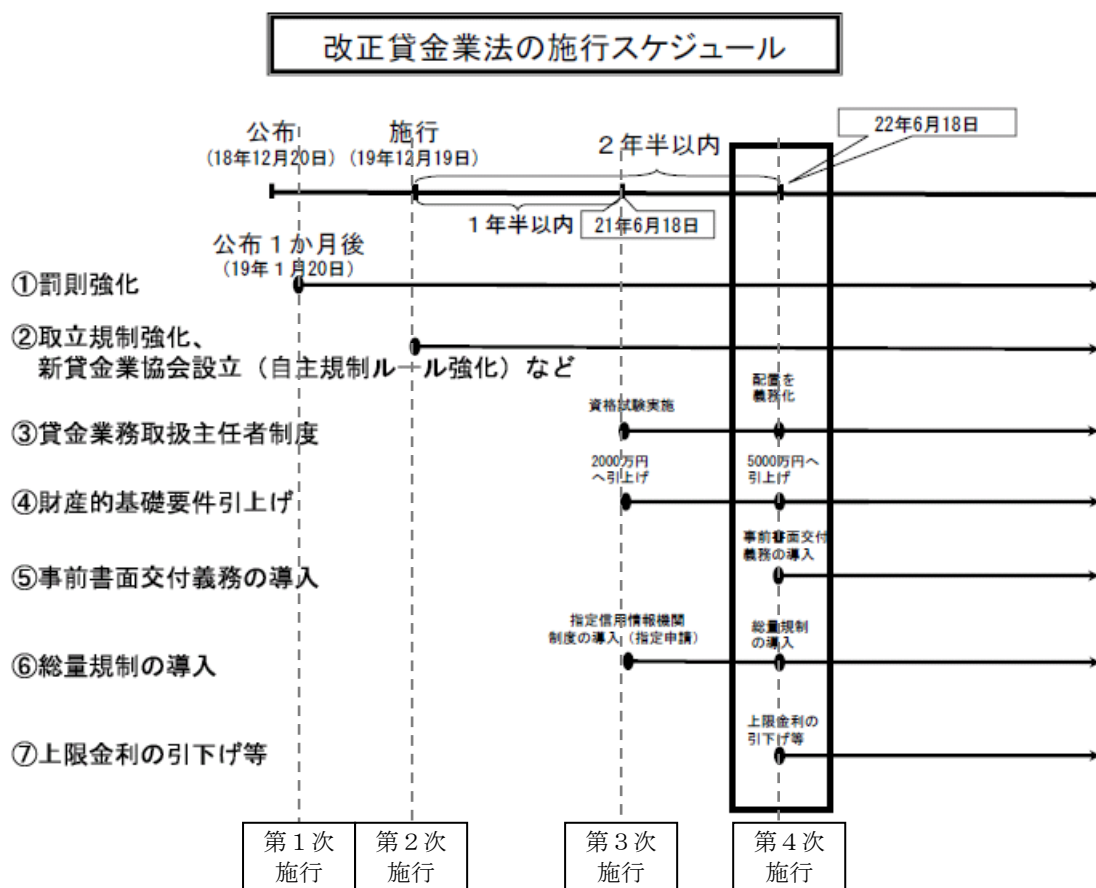 改正貸金業法の施行スケジュール
22年6月18日
公布
(18年12月20日)
施行
(19年12月19日)
2年半以内
1年半以内
21年6月18日
公布1か月後
(19年1月20日)
①罰則強化
②取立規制強化、
新貸金業協会設立（自主規制ルール強化）など
配置を
義務化
資格試験実施
③貸金業務取扱主任者制度
2000万円
へ引上げ
5000万円へ
引上げ
④財産的基礎要件引上げ
事前書面交付
義務の導入
⑤事前書面交付義務の導入
指定信用情報機関
制度の導入（指定申請）
総量規制
の導入
⑥総量規制の導入
上限金利の
引下げ等
⑦上限金利の引下げ等
第１次
施行
第２次
施行
第３次
施行
第４次
施行